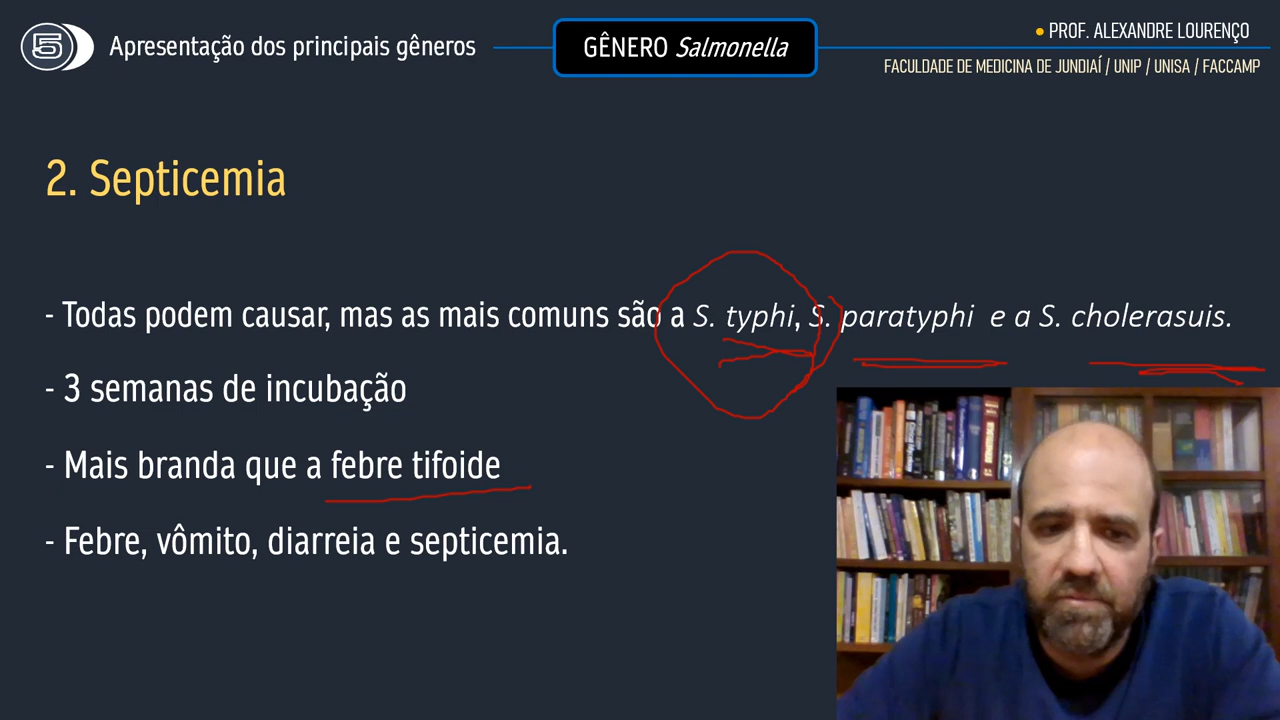 5 Apresentação dos principais gêneros
GÊNERO Salmonella
• PROF. ALEXANDRE LOURENÇO
FACULDADE DE MEDICINA DE JUNDIAÍ / UNIP / UNISA / FACCAMP
2. Septicemia
- Todas podem causar, mas as mais comuns são a S. typhi, S. paratyphi e a S. cholerasuis.
- 3 semanas de incubação
- Mais branda que a febre tifoide
- Febre, vômito, diarreia e septicemia.